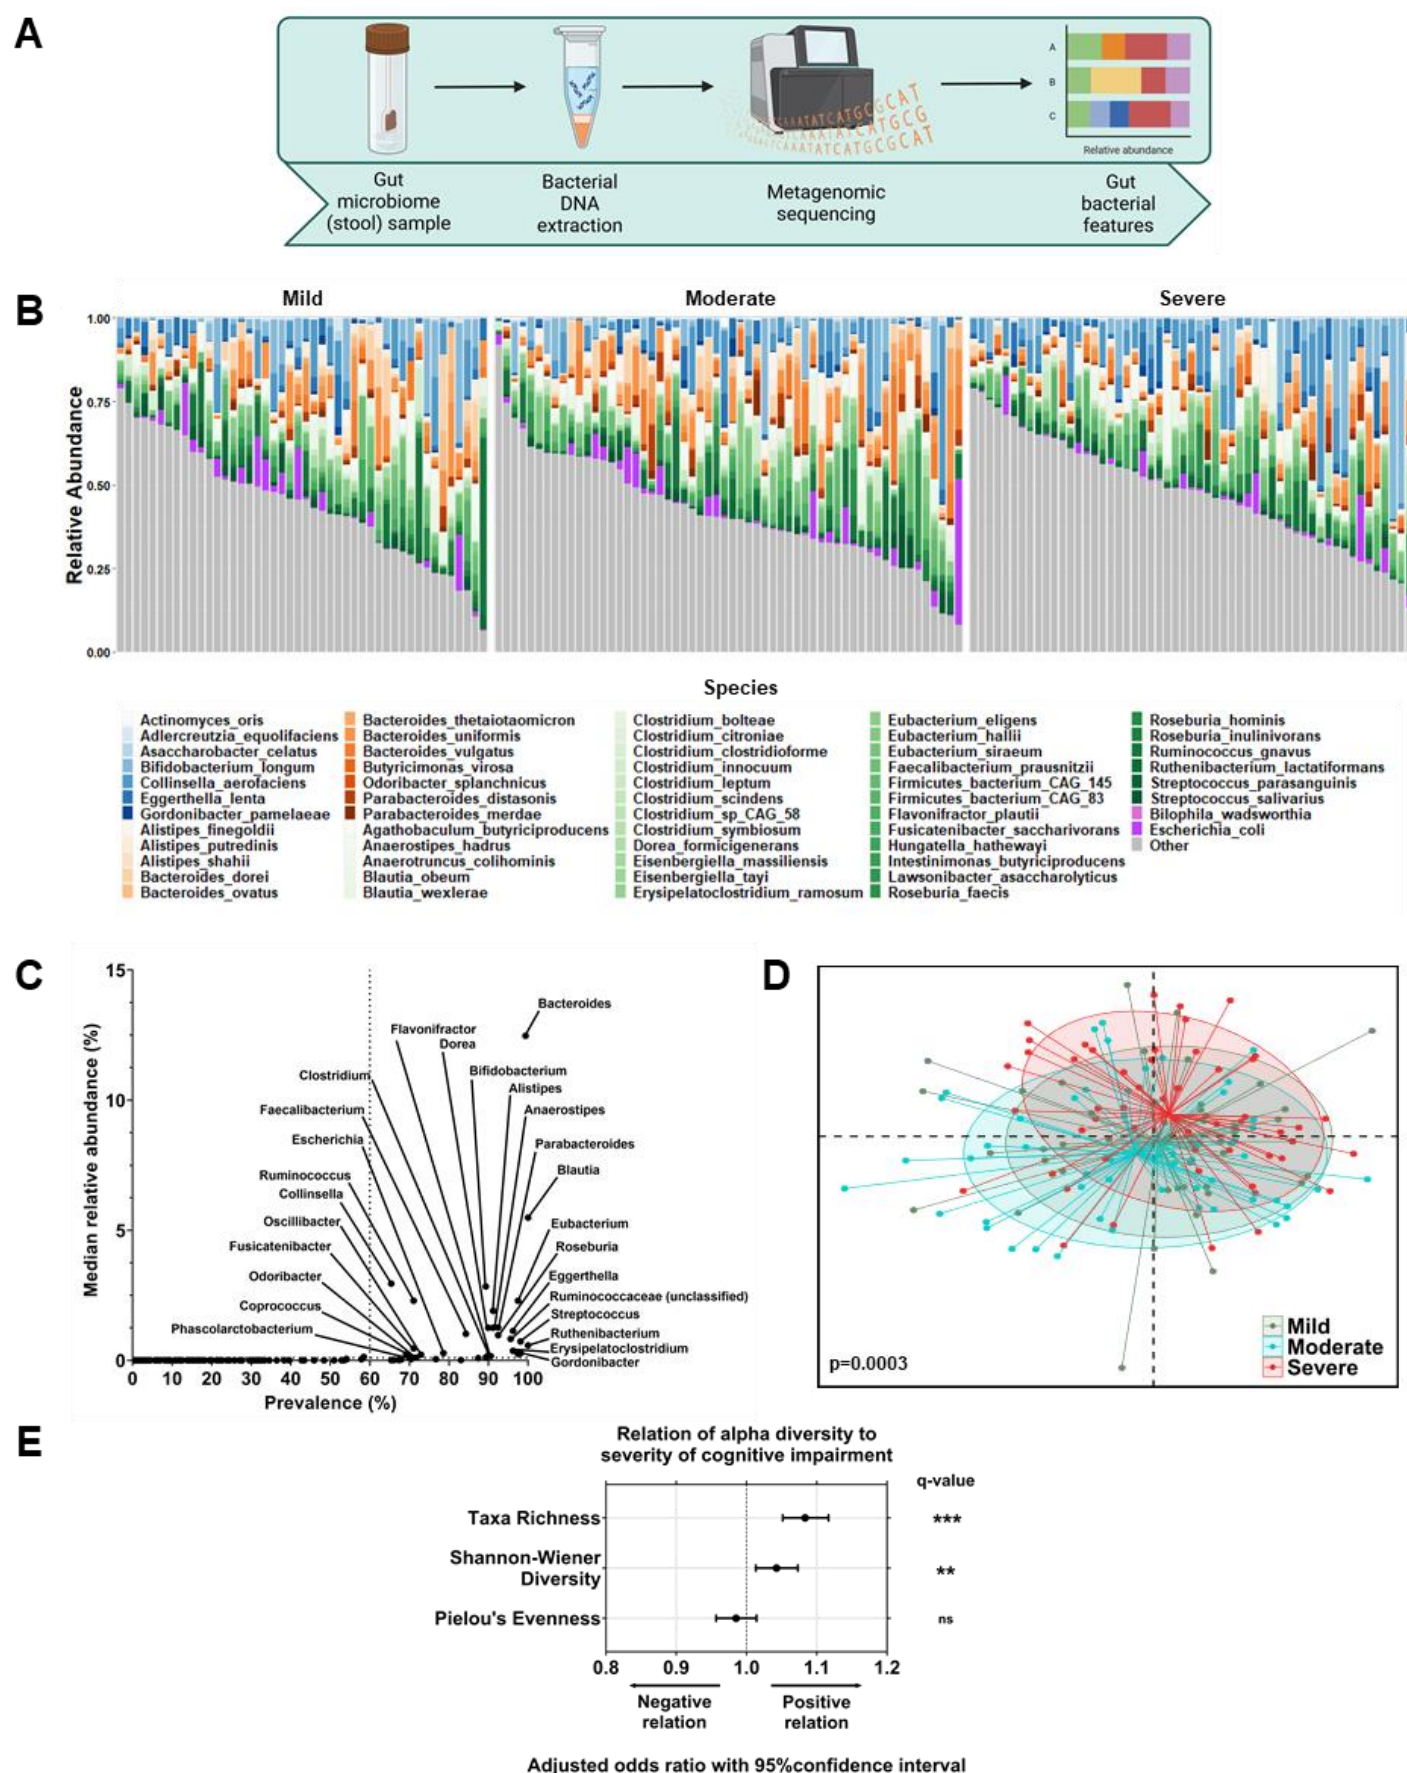 A
A
B
C
Relative abundance
Gut
microbiome
(stool) sample
Bacterial
DNA
extraction
Metagenomic
sequencing
Gut
bacterial
features
B
Mild
Moderate
Severe
Relative Abundance
1.00
0.75
0.50
0.25
0.00
Species
Actinomyces_oris
Adlercreutzia_equolifaciens
Asaccharobacter_celatus
Bifidobacterium_longum
Collinsella_aerofaciens
Eggerthella_lenta
Gordonibacter_pamelaeae
Alistipes_finegoldii
Alistipes_putredinis
Alistipes_shahii
Bacteroides_dorei
Bacteroides_ovatus
Bacteroides_thetaiotaomicron
Bacteroides_uniformis
Bacteroides_vulgatus
Butyricimonas_virosa
Odoribacter_splanchnicus
Parabacteroides_distasonis
Parabacteroides_merdae
Agathobaculum_butyriciproducens
Anaerostipes_hadrus
Anaerotruncus_colihominis
Blautia_obeum
Blautia_wexlerae
Clostridium_bolteae
Clostridium_citroniae
Clostridium_clostridioforme
Clostridium_innocuum
Clostridium_leptum
Clostridium_scindens
Clostridium_sp_CAG_58
Clostridium_symbiosum
Dorea_formicigenerans
Eisenbergiella_massiliensis
Eisenbergiella_tayi
Erysipelatoclostridium_ramosum
Eubacterium_eligens
Eubacterium_hallii
Eubacterium_siraeum
Faecalibacterium_prausnitzii
Firmicutes_bacterium_CAG_145
Firmicutes_bacterium_CAG_83
Flavonifractor_plautii
Fusicatenibacter_saccharivorans
Hungatella_hathewayi
Intestinimonas_butyriciproducens
Lawsonibacter_asaccharolyticus
Roseburia_faecis
Roseburia_hominis
Roseburia_inulinivorans
Ruminococcus_gnavus
Ruthenibacterium_lactatiformans
Streptococcus_parasanguinis
Streptococcus_salivarius
Bilophila_wadsworthia
Escherichia_coli
Other
C
Median relative abundance (%)
15
10
5
0
0 10 20 30 40 50 60 70 80 90 100
Prevalence (%)
Bacteroides
Flavonifractor
Dorea
Bifidobacterium
Clostridium
Alistipes
Faecalibacterium
Anaerostipes
Escherichia
Parabacteroides
Ruminococcus
Blautia
Collinsella
Oscillibacter
Eubacterium
Fusicatenibacter
Roseburia
Odoribacter
Eggerthella
Ruminococcaceae (unclassified)
Coprococcus
Streptococcus
Phascolarctobacterium
Ruthenibacterium
Erysipelatoclostridium
Gordonibacter
D
Mild
Moderate
Severe
p=0.0003
E
Relation of alpha diversity to
severity of cognitive impairment
q-value
Taxa Richness
***
Shannon-Wiener
Diversity
**
Pielou's Evenness
ns
0.8 0.9 1.0 1.1 1.2
Negative
relation
Positive
relation
Adjusted odds ratio with 95%confidence interval